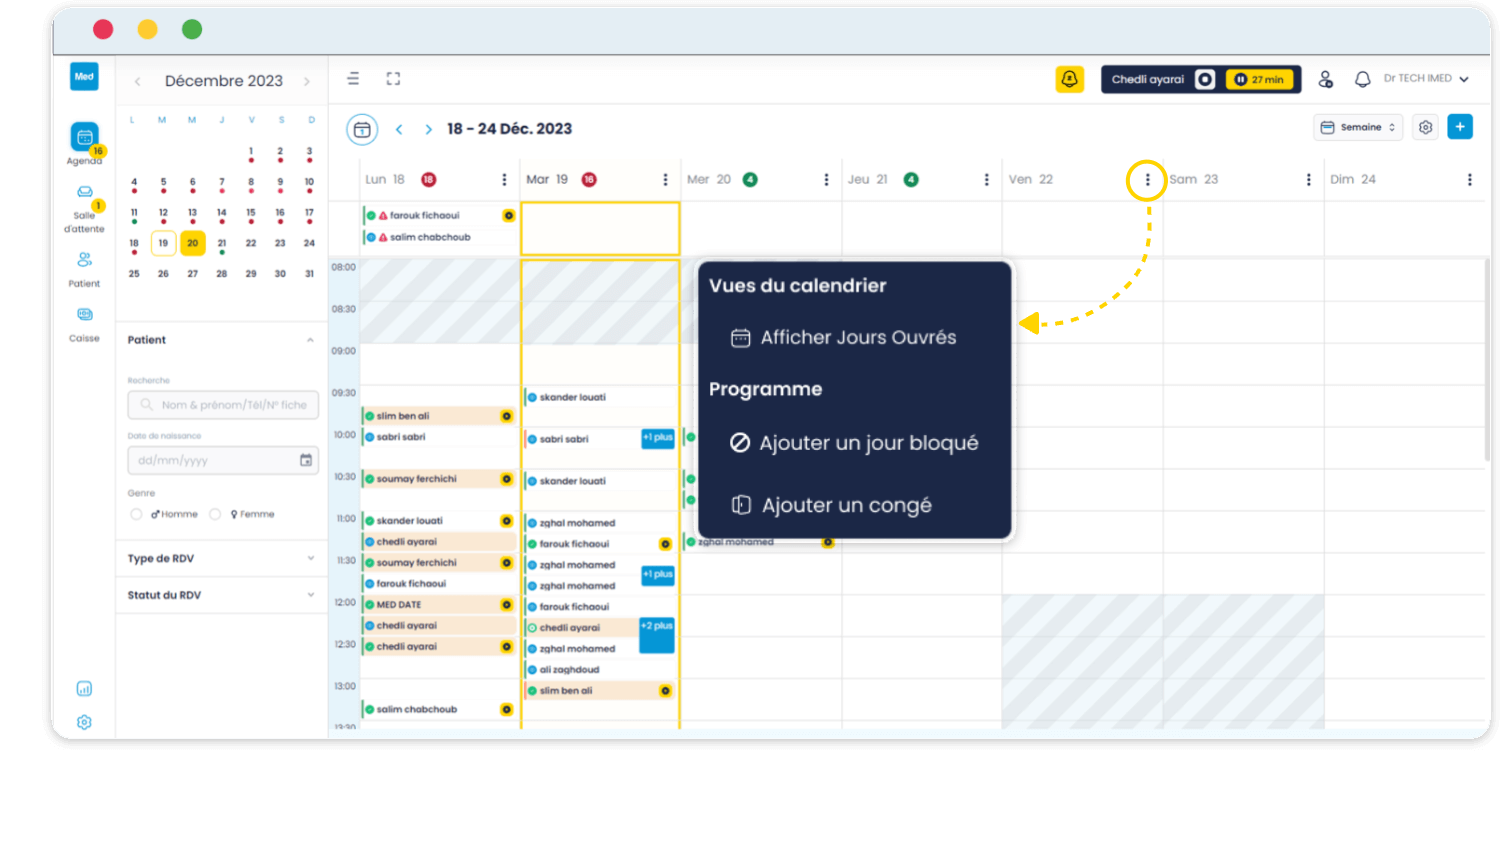 Med
Agenda
16
Salle
1
d'attente
Patient
Caisse
Décembre 2023
L M M J V S D
1 2 3
4 5 6 7 8 9 10
11 12 13 14 15 16 17
18 19 20 21 22 23 24
25 26 27 28 29 30 31
Patient
Recherche
Nom & prénom/Tél/N° fiche
Date de naissance
dd/mm/yyyy
Genre
Homme Femme
Type de RDV
Statut du RDV
Chedli ayarai 27 min
Dr TECH IMED
1
18 - 24 Déc. 2023
Semaine
+
Lun 18 18
Mar 19 16
Mer 20 4
Jeu 21 4
Ven 22
Sam 23
Dim 24
farouk fichaoui
salim chabchoub
08:00
08:30
09:00
09:30
10:00
10:30
11:00
11:30
12:00
12:30
13:00
13:30
slim ben ali
sabri sabri
soumay ferchichi
skander louati
chedli ayarai
soumay ferchichi
farouk fichaoui
MED DATE
chedli ayarai
chedli ayarai
salim chabchoub
skander louati
sabri sabri +1 plus
skander louati
zghal mohamed
farouk fichaoui
zghal mohamed
+1 plus
zghal mohamed
farouk fichaoui
chedli ayarai +2 plus
zghal mohamed
ali zaghdoud
slim ben ali
zghal mohamed
Vues du calendrier
Afficher Jours Ouvrés
Programme
Ajouter un jour bloqué
Ajouter un congé